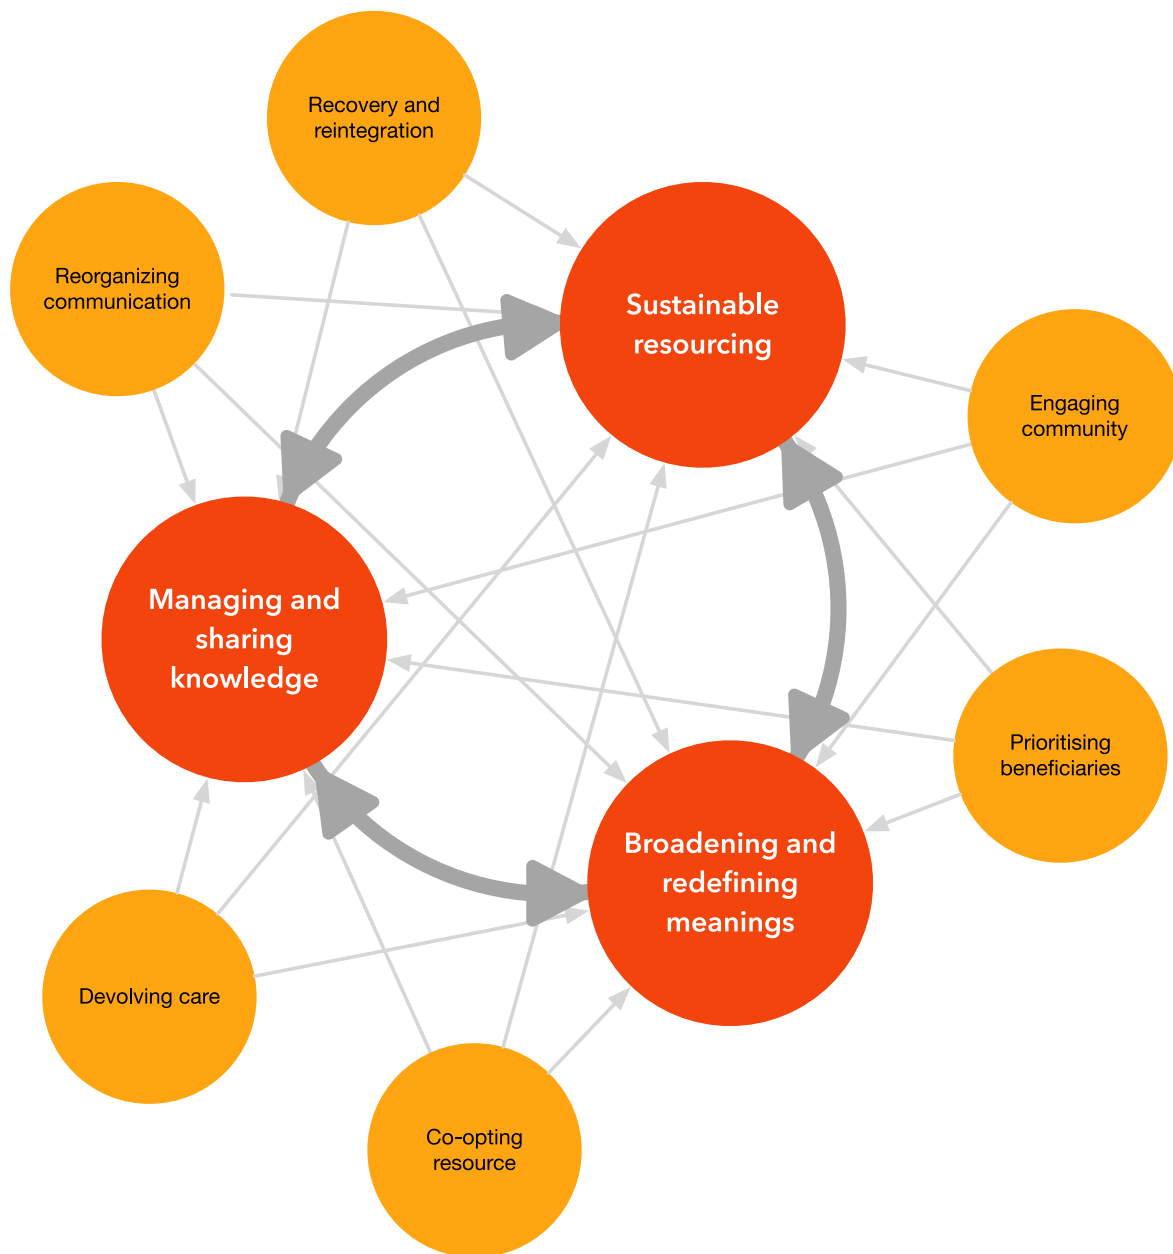 Recovery and
reintegration
Reorganizing
communication
Sustainable
resourcing
Engaging
community
Managing and
sharing
knowledge
Prioritising
beneficiaries
Broadening and
redefining
meanings
Devolving care
Co-opting
resource